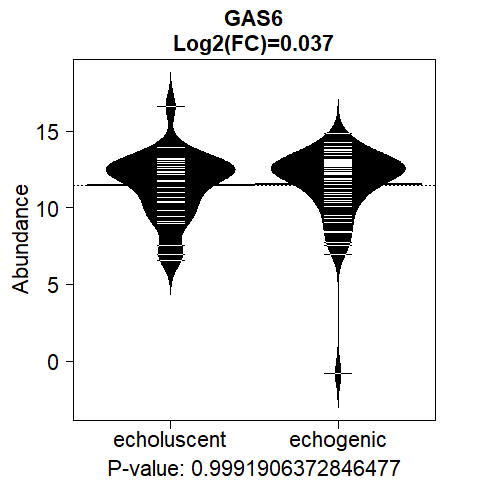 GAS6
Log2(FC)=0.037
Abundance
15
10
5
0
echoluscent echogenic
P-value: 0.9991906372846477